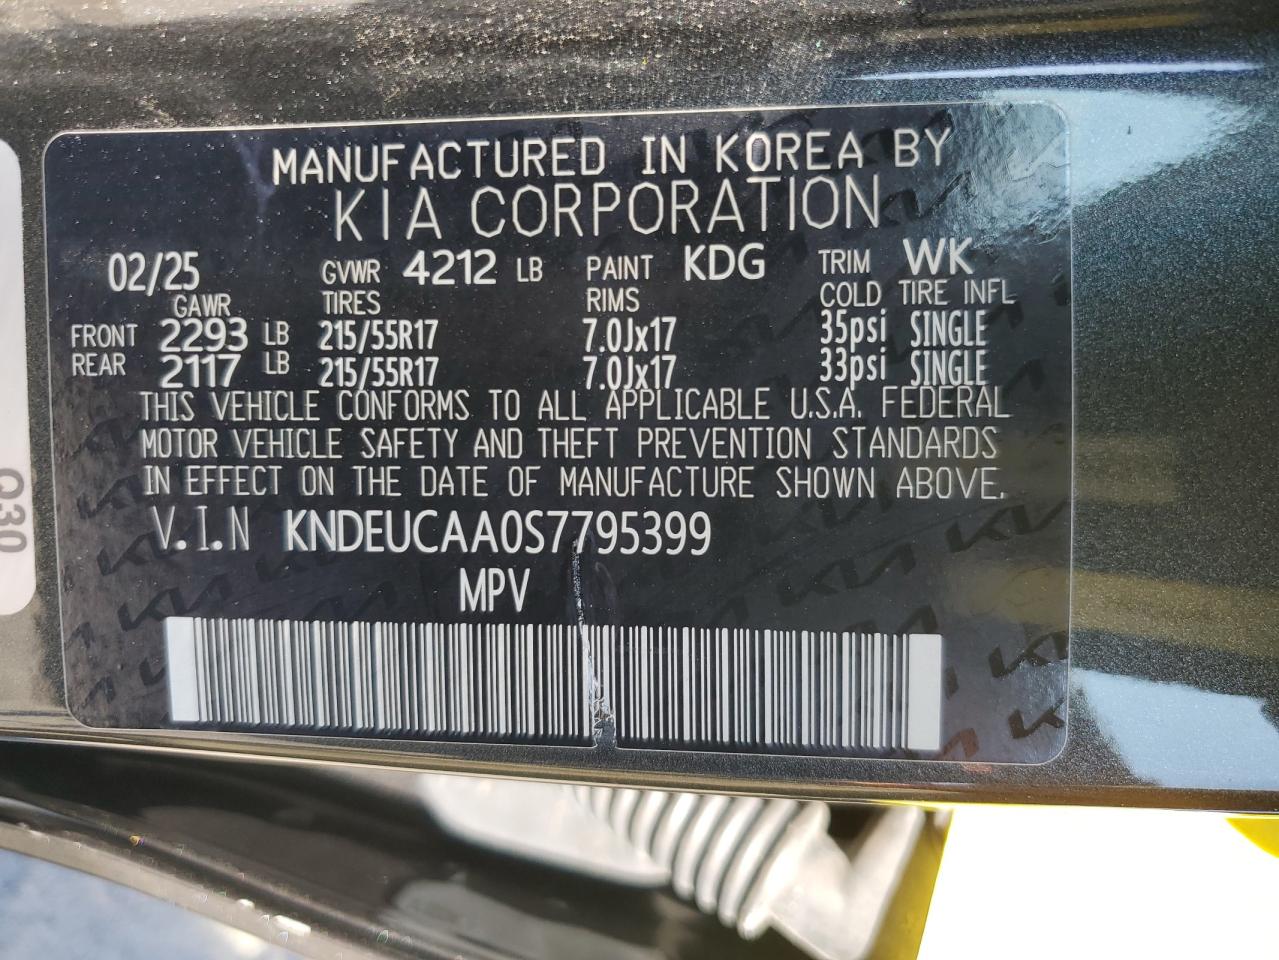 MANUFACTURED IN KOREA BY
KIA CORPORATION
02/25 GVWR 4212 LB PAINT KDG TRIM WK
GAWR TIRES RIMS COLD TIRE INFL
FRONT 2293 LB 215/55R17 7.0Jx17 35psi SINGLE
REAR 2117 LB 215/55R17 7.0Jx17 33psi SINGLE
THIS VEHICLE CONFORMS TO ALL APPLICABLE U.S.A. FEDERAL
MOTOR VEHICLE SAFETY AND THEFT PREVENTION STANDARDS
IN EFFECT ON THE DATE OF MANUFACTURE SHOWN ABOVE.
V.I.N KNDEUCAA0S7795399
MPV